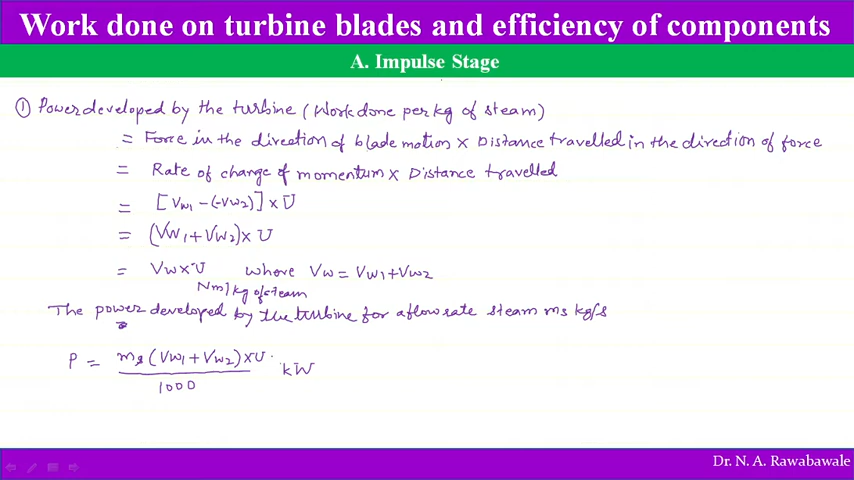 Work done on turbine blades and efficiency of components
A. Impulse Stage
① Power developed by the turbine (Work done per kg of steam)
= Force in the direction of blade motion × Distance travelled in the direction of force
= Rate of change of momentum × Distance travelled
= [Vw1 - (-Vw2)] × U
= (Vw1 + Vw2) × U
= Vw × U where Vw = Vw1 + Vw2
Nm/kg of steam
The power developed by the turbine for a flow rate steam ms kg/s
P = ms (Vw1 + Vw2) × U kW
1000
Dr. N. A. Rawabawale